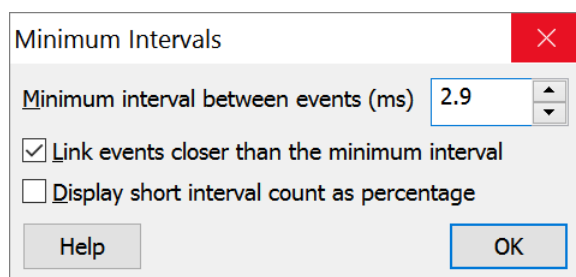 Minimum Intervals
Minimum interval between events (ms) 2.9
Link events closer than the minimum interval
Display short interval count as percentage
Help OK